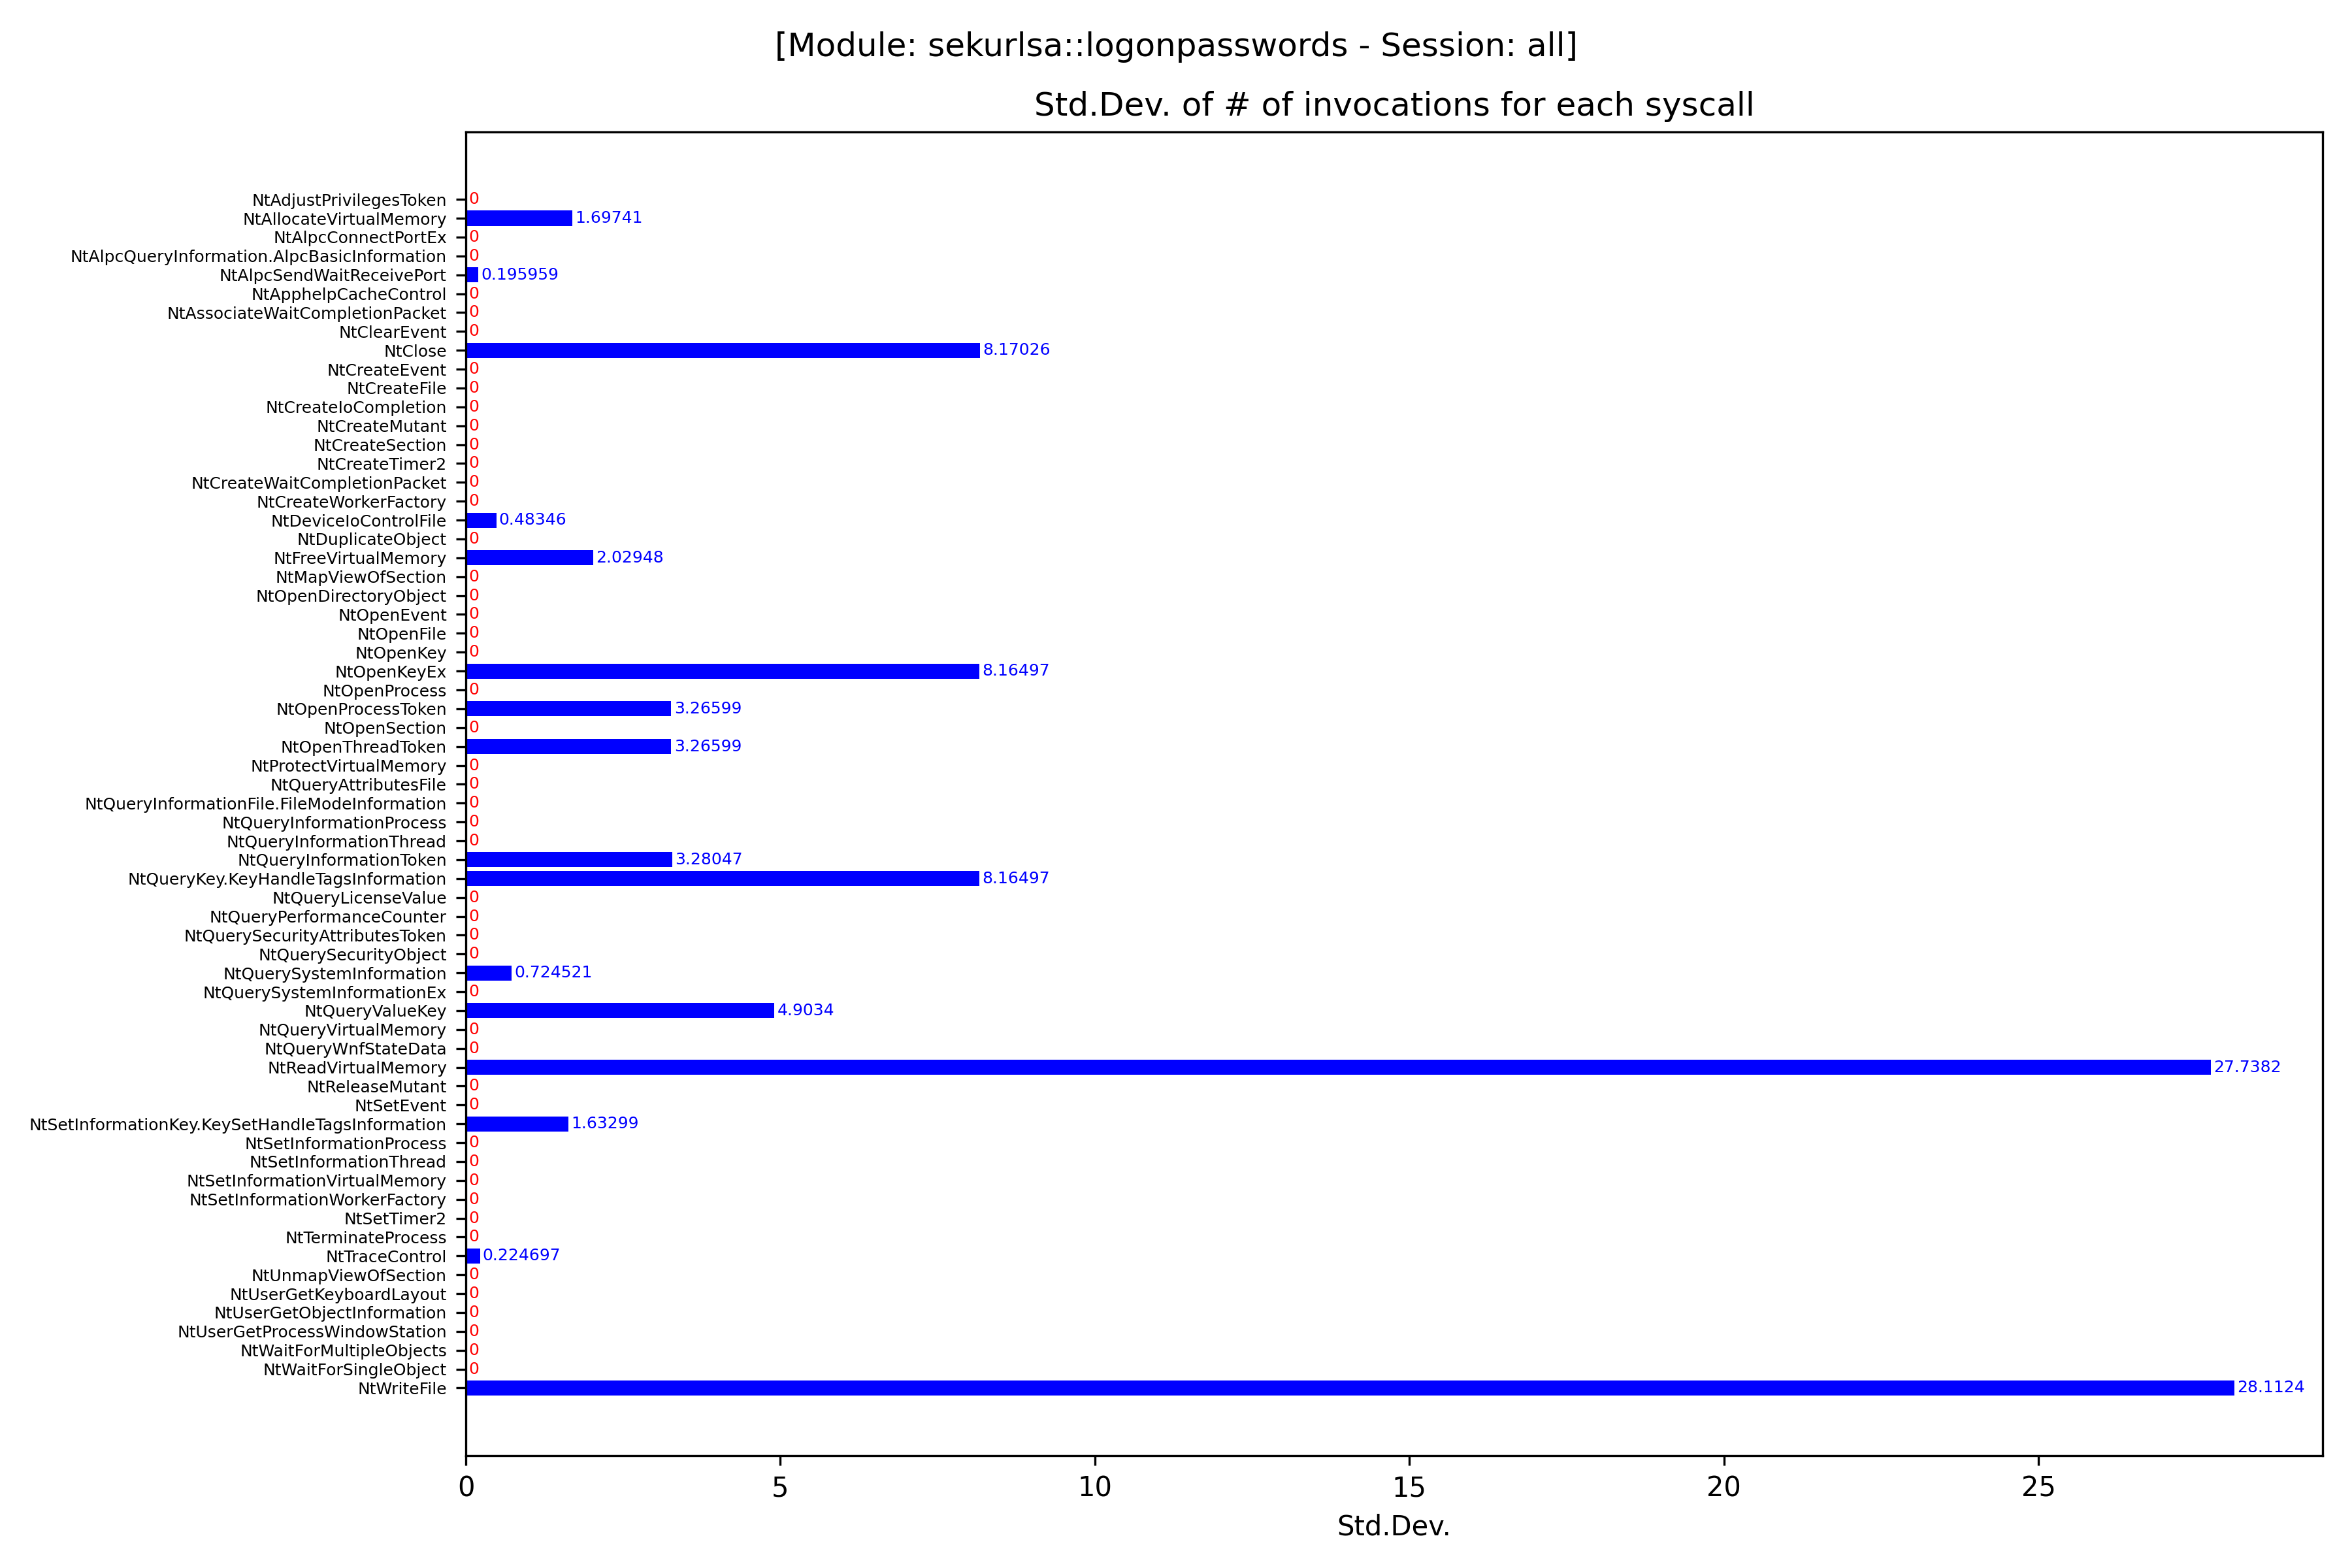 [Module: sekurlsa::logonpasswords - Session: all]
Std.Dev. of # of invocations for each syscall
NtAdjustPrivilegesToken 0
NtAllocateVirtualMemory 1.69741
NtAlpcConnectPortEx 0
NtAlpcQueryInformation.AlpcBasicInformation 0
NtAlpcSendWaitReceivePort 0.195959
NtApphelpCacheControl 0
NtAssociateWaitCompletionPacket 0
NtClearEvent 0
NtClose 8.17026
NtCreateEvent 0
NtCreateFile 0
NtCreateIoCompletion 0
NtCreateMutant 0
NtCreateSection 0
NtCreateTimer2 0
NtCreateWaitCompletionPacket 0
NtCreateWorkerFactory 0
NtDeviceIoControlFile 0.48346
NtDuplicateObject 0
NtFreeVirtualMemory 2.02948
NtMapViewOfSection 0
NtOpenDirectoryObject 0
NtOpenEvent 0
NtOpenFile 0
NtOpenKey 0
NtOpenKeyEx 8.16497
NtOpenProcess 0
NtOpenProcessToken 3.26599
NtOpenSection 0
NtOpenThreadToken 3.26599
NtProtectVirtualMemory 0
NtQueryAttributesFile 0
NtQueryInformationFile.FileModeInformation 0
NtQueryInformationProcess 0
NtQueryInformationThread 0
NtQueryInformationToken 3.28047
NtQueryKey.KeyHandleTagsInformation 8.16497
NtQueryLicenseValue 0
NtQueryPerformanceCounter 0
NtQuerySecurityAttributesToken 0
NtQuerySecurityObject 0
NtQuerySystemInformation 0.724521
NtQuerySystemInformationEx 0
NtQueryValueKey 4.9034
NtQueryVirtualMemory 0
NtQueryWnfStateData 0
NtReadVirtualMemory 27.7382
NtReleaseMutant 0
NtSetEvent 0
NtSetInformationKey.KeySetHandleTagsInformation 1.63299
NtSetInformationProcess 0
NtSetInformationThread 0
NtSetInformationVirtualMemory 0
NtSetInformationWorkerFactory 0
NtSetTimer2 0
NtTerminateProcess 0
NtTraceControl 0.224697
NtUnmapViewOfSection 0
NtUserGetKeyboardLayout 0
NtUserGetObjectInformation 0
NtUserGetProcessWindowStation 0
NtWaitForMultipleObjects 0
NtWaitForSingleObject 0
NtWriteFile 28.1124
0 5 10 15 20 25
Std.Dev.